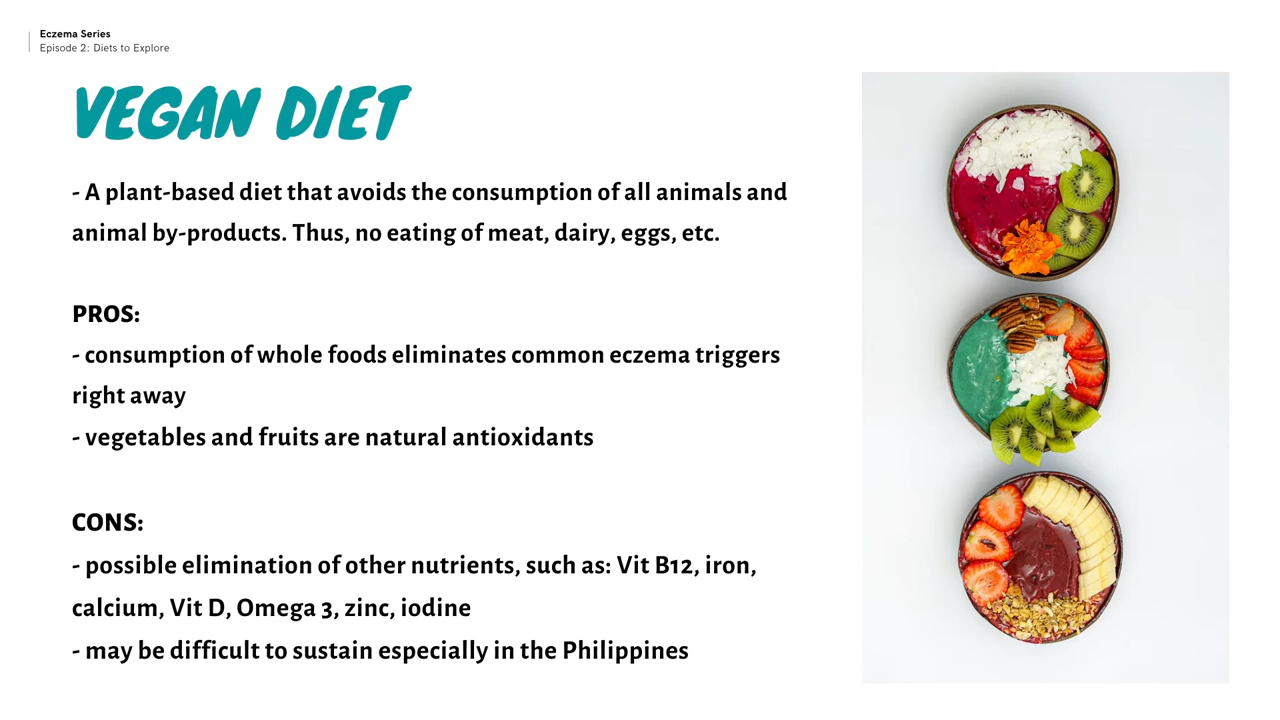 Eczema Series
Episode 2: Diets to Explore
VEGAN DIET
- A plant-based diet that avoids the consumption of all animals and
animal by-products. Thus, no eating of meat, dairy, eggs, etc.
PROS:
- consumption of whole foods eliminates common eczema triggers
right away
- vegetables and fruits are natural antioxidants
CONS:
- possible elimination of other nutrients, such as: Vit B12, iron,
calcium, Vit D, Omega 3, zinc, iodine
- may be difficult to sustain especially in the Philippines